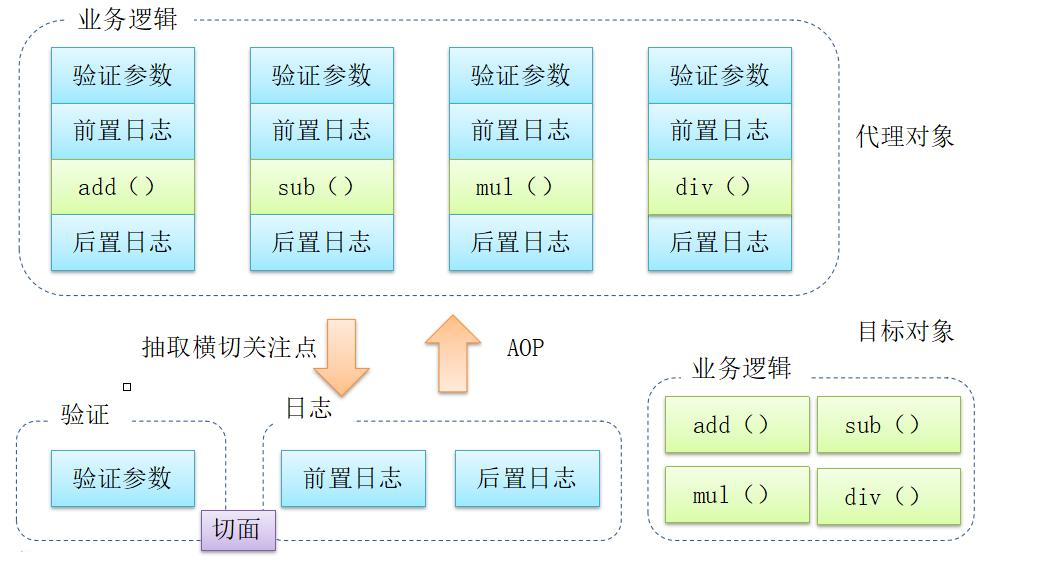 业务逻辑
验证参数 验证参数 验证参数 验证参数
前置日志 前置日志 前置日志 前置日志
add（） sub（） mul（） div（）
后置日志 后置日志 后置日志 后置日志
代理对象
抽取横切关注点
AOP
目标对象
验证
验证参数
日志
前置日志 后置日志
切面
业务逻辑
add（） sub（）
mul（） div（）